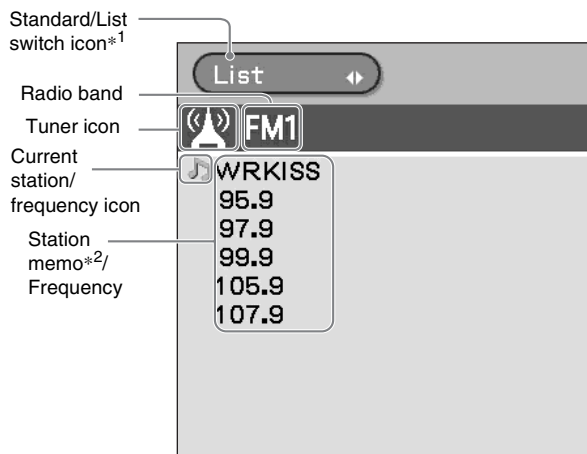 Standard/List
switch icon*1
List
Radio band
Tuner icon
FM1
Current
station/
frequency icon
WRKISS
95.9
97.9
99.9
105.9
107.9
Station
memo*2/
Frequency